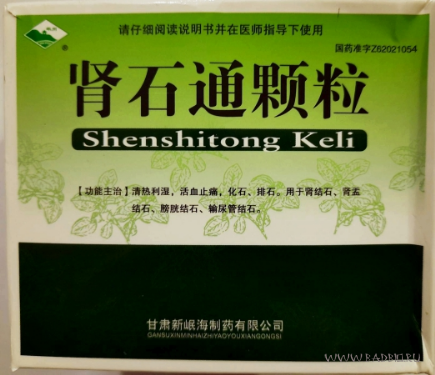 请仔细阅读说明书并在医师指导下使用
国药准字Z62021054
®
肾石通颗粒
Shenshitong Keli
【功能主治】清热利湿，活血止痛，化石、排石。用于肾结石、肾盂
结石、膀胱结石、输尿管结石。
甘肃新岷海制药有限公司
GANSUXINMINHAIZHIYAOYOUXIANGONGSI
WWW.RADRIG.RU